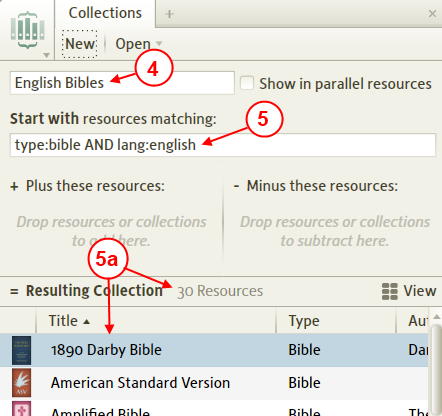 Collections
New Open
4
English Bibles Show in parallel resources
Start with resources matching: 5
type:bible AND lang:english
+ Plus these resources: - Minus these resources:
Drop resources or collections to add here. Drop resources or collections to subtract here.
5a
= Resulting Collection 30 Resources View
Title Type Aut
1890 Darby Bible Bible Dar
American Standard Version Bible
Amplified Bible Bible The